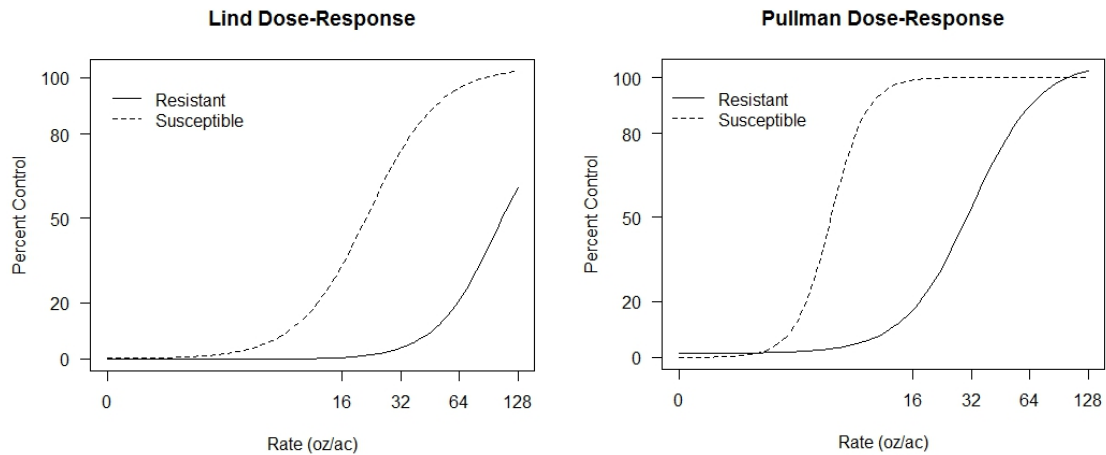 Lind Dose-Response
100
80
50
20
0
Percent Control
Resistant
Susceptible
0 16 32 64 128
Rate (oz/ac)
Pullman Dose-Response
100
80
50
20
0
Percent Control
Resistant
Susceptible
0 16 32 64 128
Rate (oz/ac)